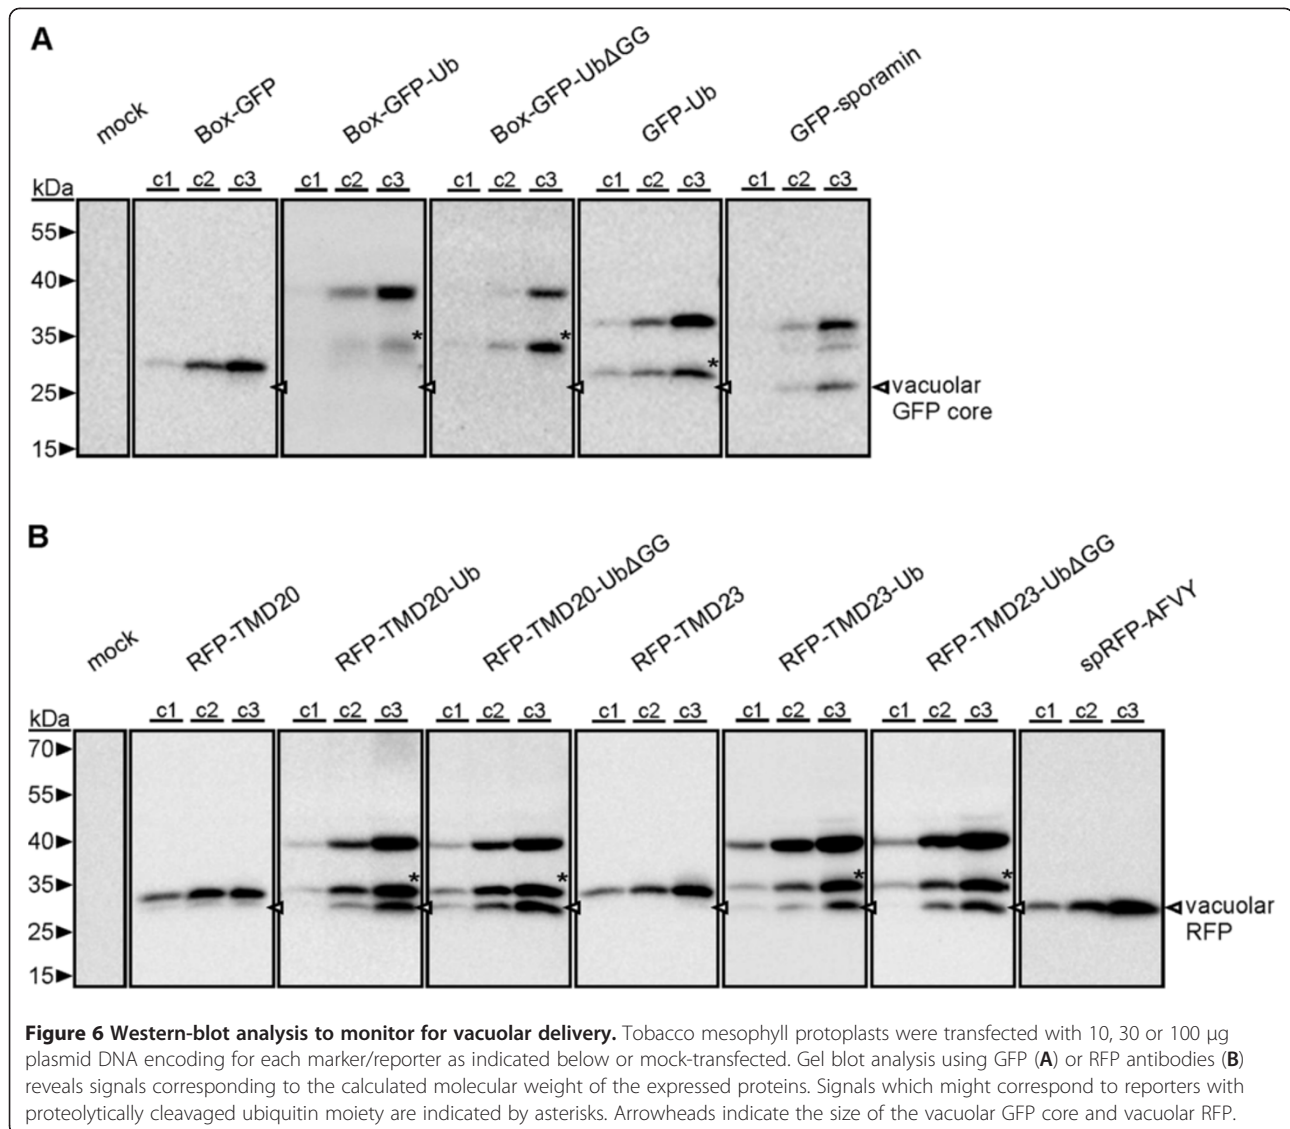 A
mock Box-GFP Box-GFP-Ub Box-GFP-UbΔGG GFP-Ub GFP-sporamin
kDa c1 c2 c3 c1 c2 c3 c1 c2 c3 c1 c2 c3 c1 c2 c3
55
40
35
*
*
*
25
vacuolar
GFP core
15
B
mock RFP-TMD20 RFP-TMD20-Ub RFP-TMD20-UbΔGG RFP-TMD23 RFP-TMD23-Ub RFP-TMD23-UbΔGG spRFP-AFVY
kDa c1 c2 c3 c1 c2 c3 c1 c2 c3 c1 c2 c3 c1 c2 c3 c1 c2 c3 c1 c2 c3
70
55
40
35
* * * *
vacuolar
RFP
25
15
Figure 6 Western-blot analysis to monitor for vacuolar delivery. Tobacco mesophyll protoplasts were transfected with 10, 30 or 100 μg
plasmid DNA encoding for each marker/reporter as indicated below or mock-transfected. Gel blot analysis using GFP (A) or RFP antibodies (B)
reveals signals corresponding to the calculated molecular weight of the expressed proteins. Signals which might correspond to reporters with
proteolytically cleavaged ubiquitin moiety are indicated by asterisks. Arrowheads indicate the size of the vacuolar GFP core and vacuolar RFP.